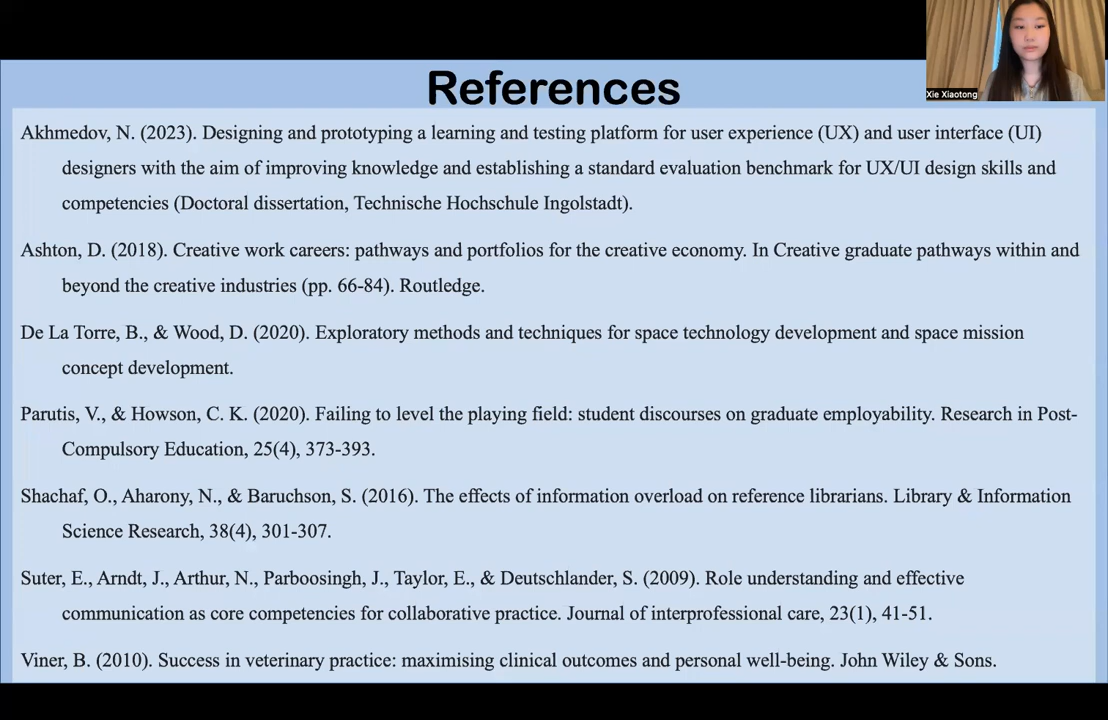 References
Xie Xiaotong
Akhmedov, N. (2023). Designing and prototyping a learning and testing platform for user experience (UX) and user interface (UI)
designers with the aim of improving knowledge and establishing a standard evaluation benchmark for UX/UI design skills and
competencies (Doctoral dissertation, Technische Hochschule Ingolstadt).
Ashton, D. (2018). Creative work careers: pathways and portfolios for the creative economy. In Creative graduate pathways within and
beyond the creative industries (pp. 66-84). Routledge.
De La Torre, B., & Wood, D. (2020). Exploratory methods and techniques for space technology development and space mission
concept development.
Parutis, V., & Howson, C. K. (2020). Failing to level the playing field: student discourses on graduate employability. Research in Post-
Compulsory Education, 25(4), 373-393.
Shachaf, O., Aharony, N., & Baruchson, S. (2016). The effects of information overload on reference librarians. Library & Information
Science Research, 38(4), 301-307.
Suter, E., Arndt, J., Arthur, N., Parboosingh, J., Taylor, E., & Deutschlander, S. (2009). Role understanding and effective
communication as core competencies for collaborative practice. Journal of interprofessional care, 23(1), 41-51.
Viner, B. (2010). Success in veterinary practice: maximising clinical outcomes and personal well-being. John Wiley & Sons.